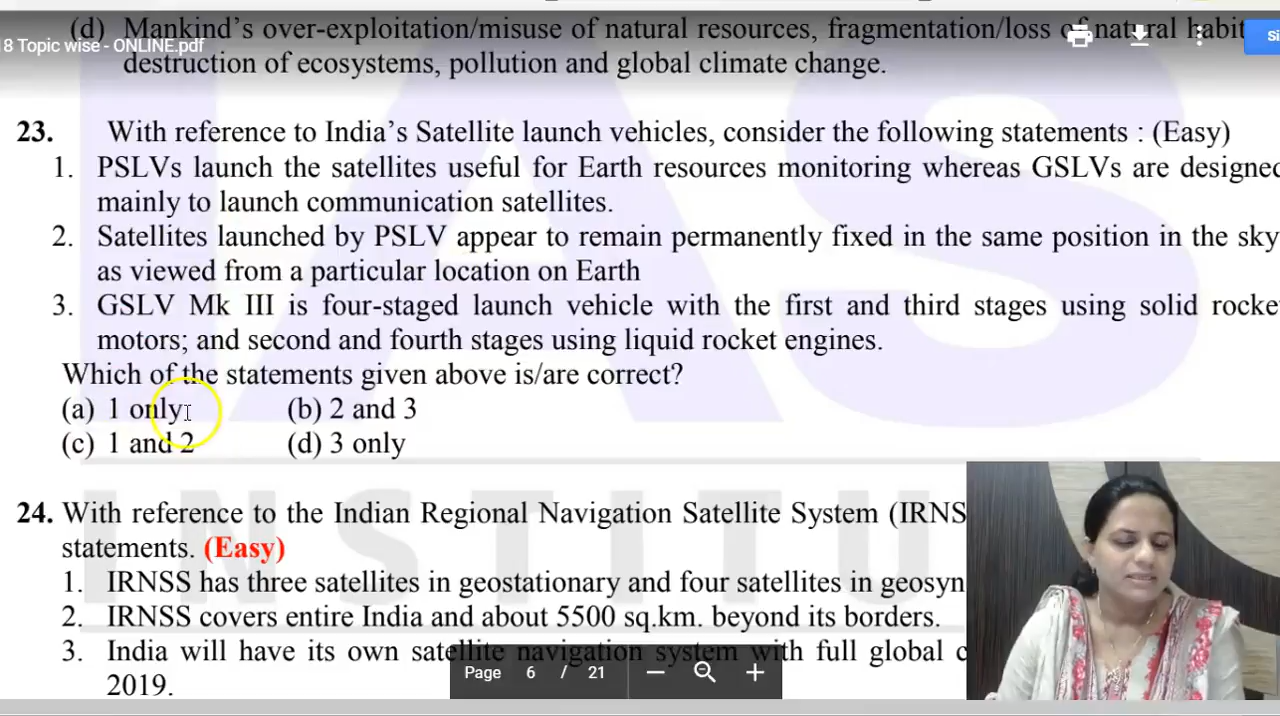 (d) Mankind's over-exploitation/misuse of natural resources, fragmentation/loss of natural
8 Topic wise - ONLINE.pdf
destruction of ecosystems, pollution and global climate change.
23. With reference to India's Satellite launch vehicles, consider the following statements : (Easy)
1. PSLVs launch the satellites useful for Earth resources monitoring whereas GSLVs are designed
mainly to launch communication satellites.
2. Satellites launched by PSLV appear to remain permanently fixed in the same position in the sky
as viewed from a particular location on Earth
3. GSLV Mk III is four-staged launch vehicle with the first and third stages using solid
motors; and second and fourth stages using liquid rocket engines.
Which of the statements given above is/are correct?
(a) 1 only (b) 2 and 3
(c) 1 and 2 (d) 3 only
IAS
INSTITU
24. With reference to the Indian Regional Navigation Satellite System (IRNS
statements. (Easy)
1. IRNSS has three satellites in geostationary and four satellites in geosyn
2. IRNSS covers entire India and about 5500 sq.km. beyond its borders.
3. India will have its own satellite navigation system with full global c
2019.
Page 6 / 21